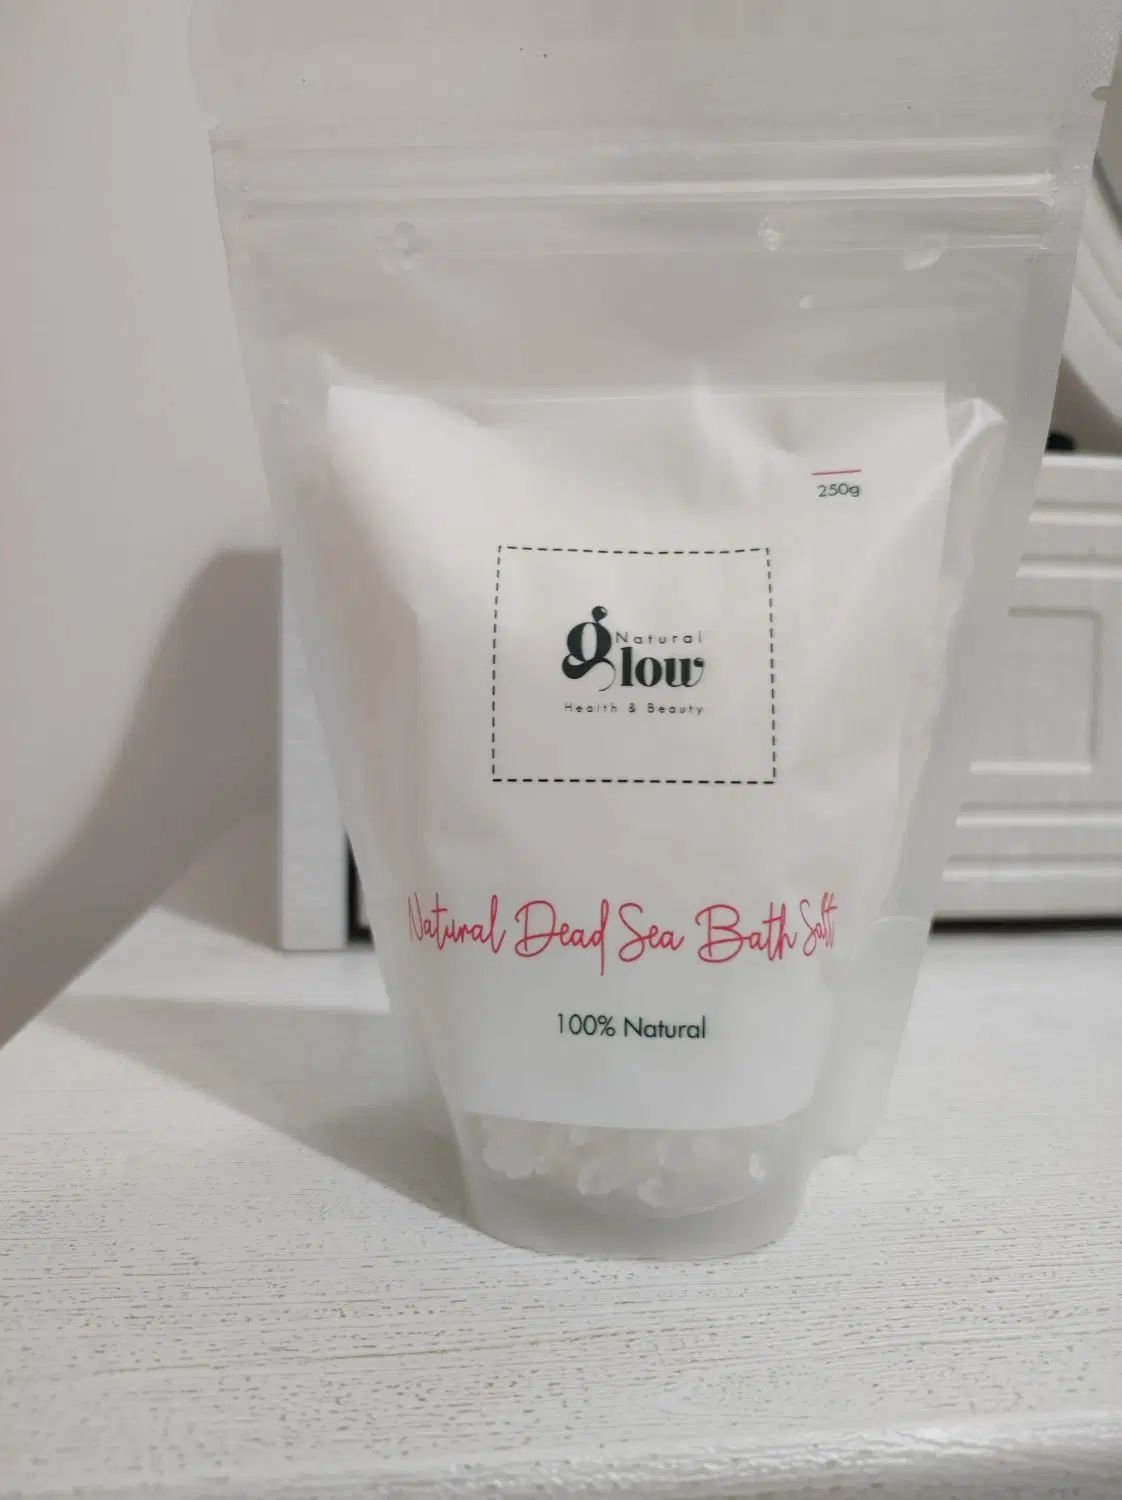 250g
Natural
glow
Health & Beauty
Natural Dead Sea Bath Salt
100% Natural